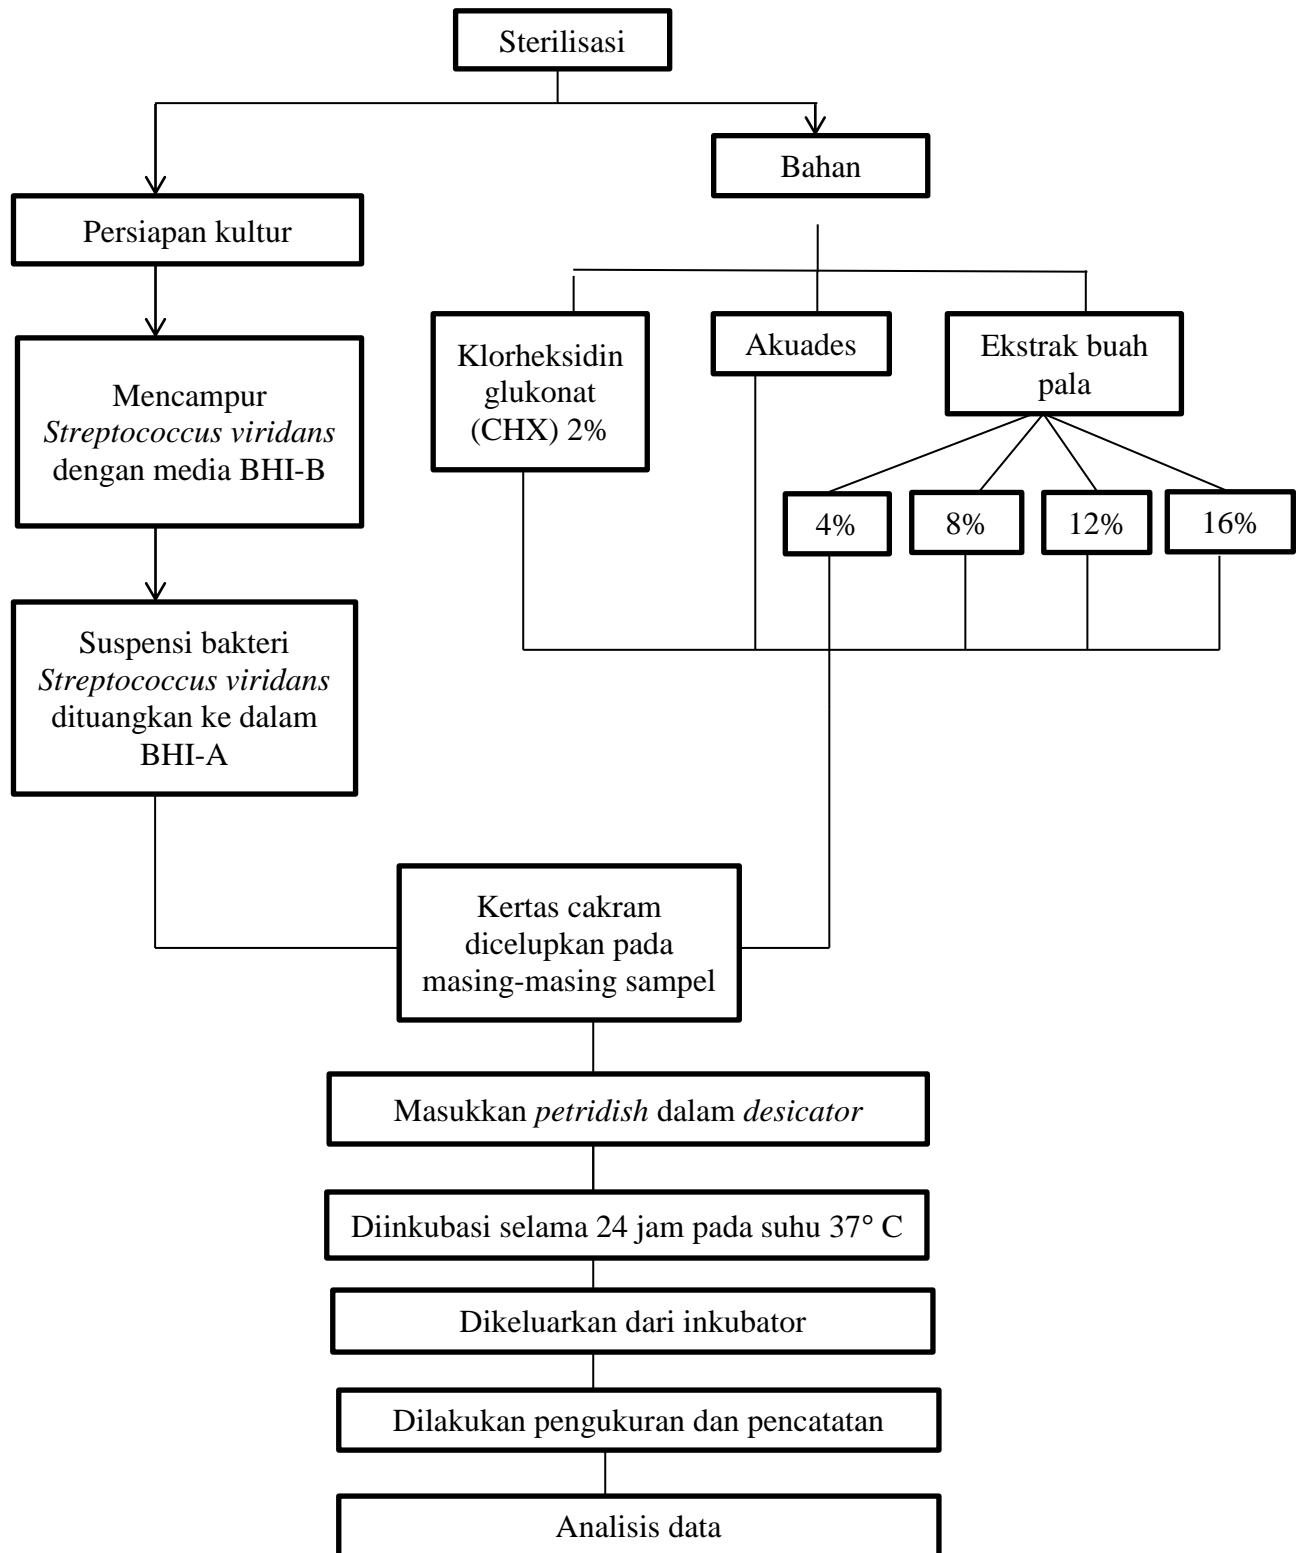 Sterilisasi
Bahan
Persiapan kultur
Mencampur
Streptococcus viridans
dengan media BHI-B
Suspensi bakteri
Streptococcus viridans
dituangkan ke dalam
BHI-A
Klorheksidin
glukonat
(CHX) 2%
Akuades
Ekstrak buah
pala
4%
8%
12%
16%
Kertas cakram
dicelupkan pada
masing-masing sampel
Masukkan petridish dalam desicator
Diinkubasi selama 24 jam pada suhu 37° C
Dikeluarkan dari inkubator
Dilakukan pengukuran dan pencatatan
Analisis data